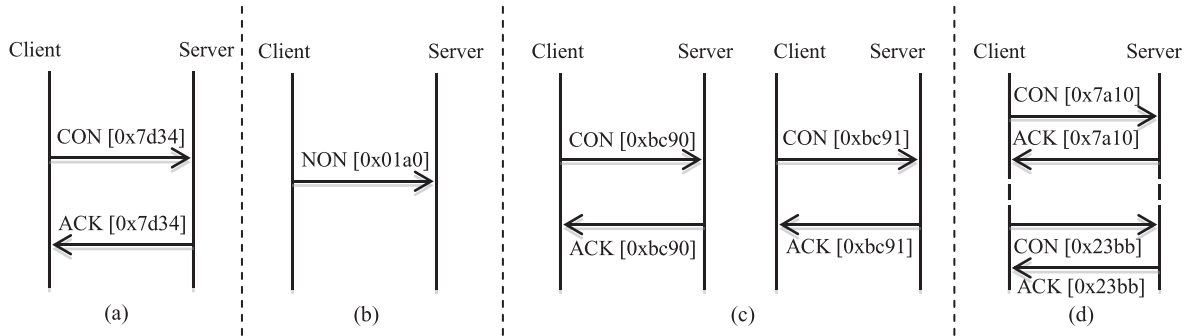 Client Server
CON [0x7d34]
ACK [0x7d34]
(a)
Client Server
NON [0x01a0]
(b)
Client Server Client Server
CON [0xbc90] CON [0xbc91]
ACK [0xbc90] ACK [0xbc91]
(c)
Client Server
CON [0x7a10]
ACK [0x7a10]
CON [0x23bb]
ACK [0x23bb]
(d)